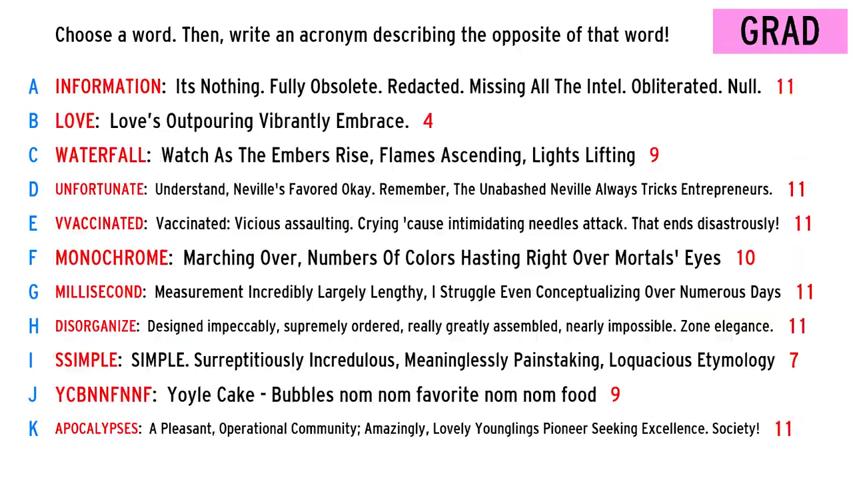 Choose a word. Then, write an acronym describing the opposite of that word!
GRAD
A INFORMATION: Its Nothing. Fully Obsolete. Redacted. Missing All The Intel. Obliterated. Null. 11
B LOVE: Love's Outpouring Vibrantly Embrace. 4
C WATERFALL: Watch As The Embers Rise, Flames Ascending, Lights Lifting 9
D UNFORTUNATE: Understand, Neville's Favored Okay. Remember, The Unabashed Neville Always Tricks Entrepreneurs. 11
E VVACCINATED: Vaccinated: Vicious assaulting. Crying 'cause intimidating needles attack. That ends disastrously! 11
F MONOCHROME: Marching Over, Numbers Of Colors Hasting Right Over Mortals' Eyes 10
G MILLISECOND: Measurement Incredibly Largely Lengthy, I Struggle Even Conceptualizing Over Numerous Days 11
H DISORGANIZE: Designed impeccably, supremely ordered, really greatly assembled, nearly impossible. Zone elegance. 11
I SSIMPLE: SIMPLE. Surreptitiously Incredulous, Meaninglessly Painstaking, Loquacious Etymology 7
J YCBNNFNNF: Yoyle Cake - Bubbles nom nom favorite nom nom food 9
K APOCALYPSES: A Pleasant, Operational Community; Amazingly, Lovely Younglings Pioneer Seeking Excellence. Society! 11